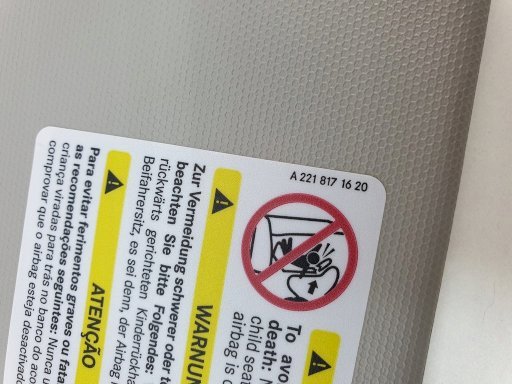 A 221 817 16 20
To avo
death:
child sea
airbag is
WARNUN
Zur Vermeidung schwerer oder
beachten Sie bitte Folgendes:
rückwärts gerichteten Kinderrückha
Beifahrersitz, es sei denn, der Airbag
ATENÇÃO
Para evitar ferimentos graves ou fata
as recomendações seguintes: Nunca
criança viradas para trás no banco do aco
comprovar que o airbag esteja desactivado